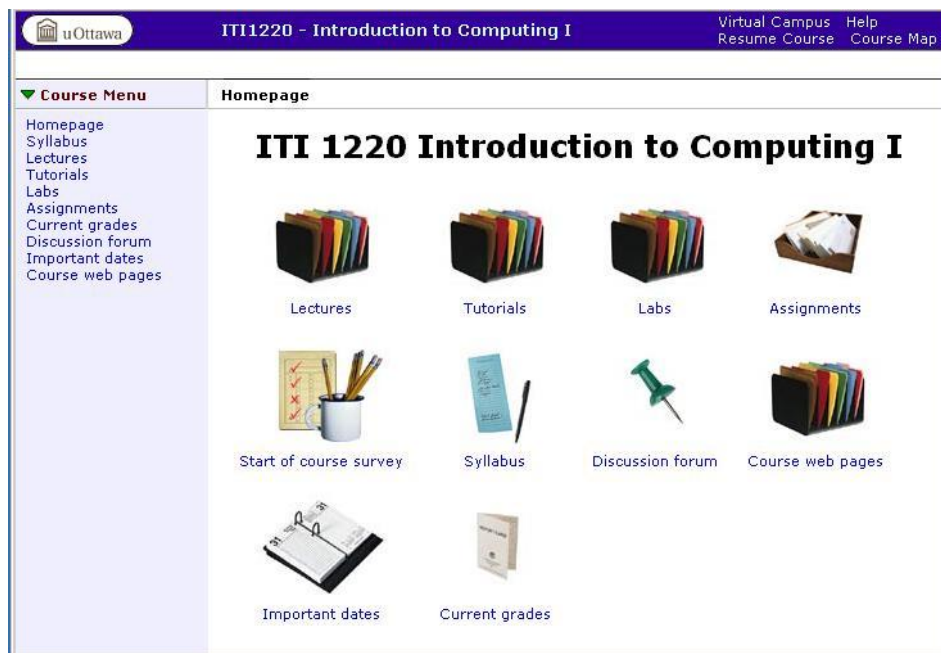 uOttawa
ITI1220 - Introduction to Computing I
Virtual Campus Help
Resume Course Course Map
Course Menu
Homepage
Homepage
Syllabus
Lectures
Tutorials
Labs
Assignments
Current grades
Discussion forum
Important dates
Course web pages
ITI 1220 Introduction to Computing I
Lectures Tutorials Labs Assignments
Start of course survey Syllabus Discussion forum Course web pages
31 31
Important dates Current grades